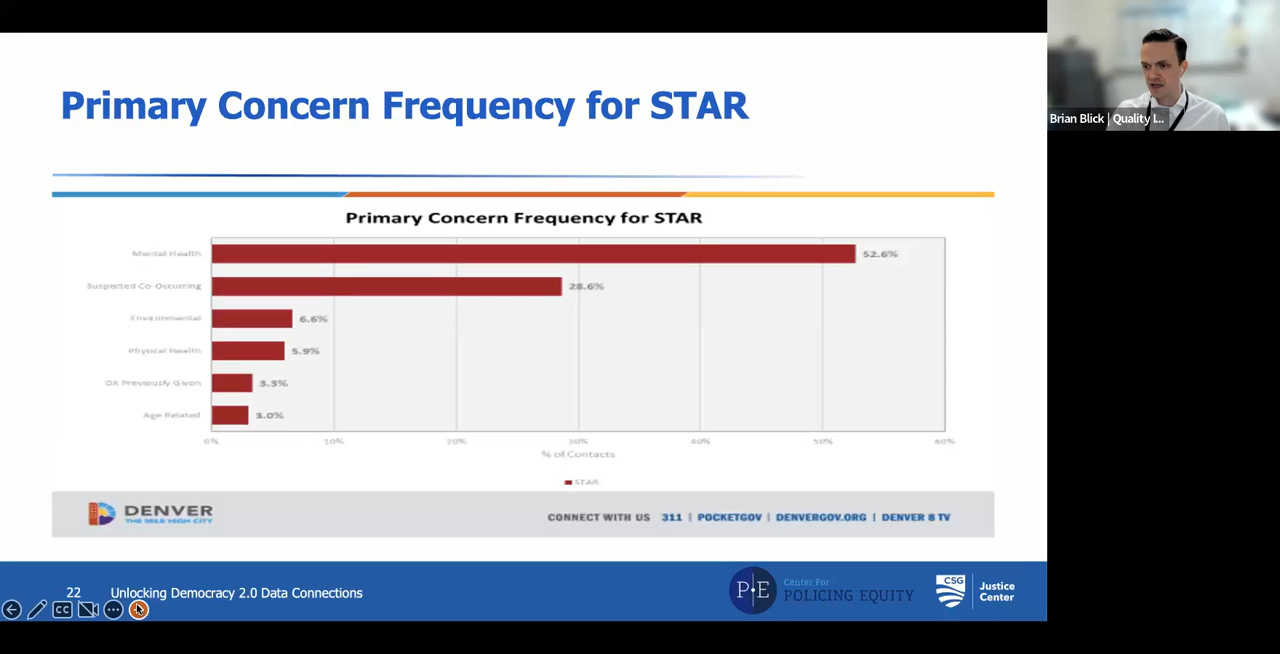 Primary Concern Frequency for STAR
Brian Blick | Quality I...
Primary Concern Frequency for STAR
Mental Health
52.6%
Suspected Co-Occurring
28.6%
Environmental
6.6%
Physical Health
5.9%
DX Previously Given
3.3%
Age Related
3.0%
0% 10% 20% 30% 40% 50% 60%
% of Contacts
STAR
DENVER
THE MILE HIGH CITY
CONNECT WITH US 311 | POCKETGOV | DENVERGOV.ORG | DENVER 8 TV
22 Unlocking Democracy 2.0 Data Connections
P E Center For
POLICING EQUITY
CSG Justice
Center
CC